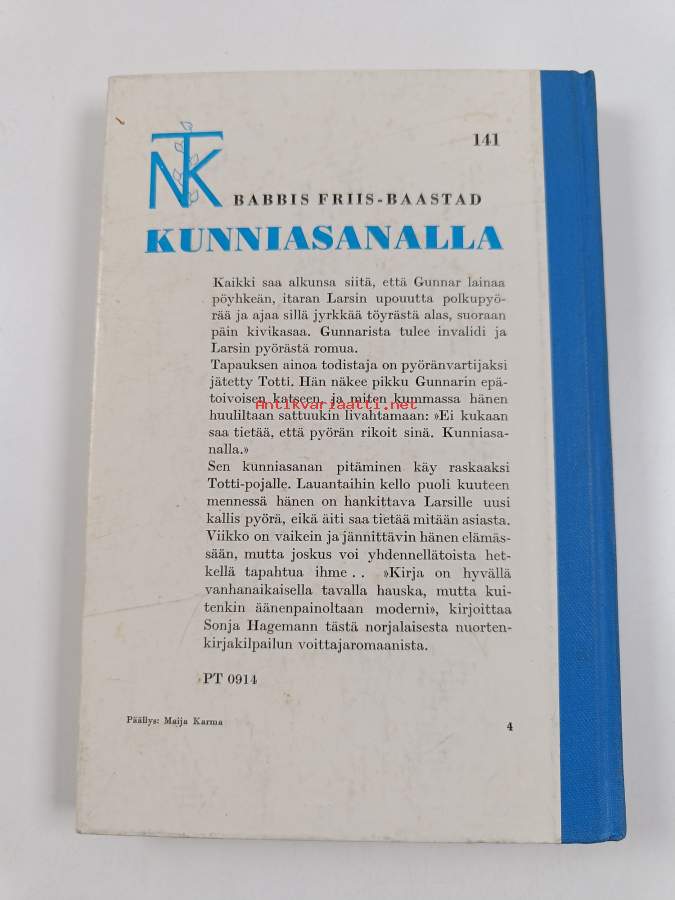 NTK
141
BABBIS FRIIS-BAASTAD
KUNNIASANALLA
Kaikki saa alkunsa siitä, että Gunnar lainaa
pöyhkeän, itaran Larsin upouutta polkupyö-
rää ja ajaa sillä jyrkkää töyrästä alas, suoraan
päin kivikasaa. Gunnarista tulee invalidi ja
Larsin pyörästä romua.
Tapauksen ainoa todistaja on pyöränvartijaksi
jätetty Totti. Hän näkee pikku Gunnarin epä-
toivoisen katseen, ja miten kummassa hänen
Antikvariaatti.net
huuliltaan sattuukin livahtamaan: »Ei kukaan
saa tietää, että pyörän rikoit sinä. Kunniasa-
nalla.»
Sen kunniasanan pitäminen käy raskaaksi
Totti-pojalle. Lauantaihin kello puoli kuuteen
mennessä hänen on hankittava Larsille uusi
kallis pyörä, eikä äiti saa tietää mitään asiasta.
Viikko on vaikein ja jännittävin hänen elämäs-
sään, mutta joskus voi yhdennellätoista het-
kellä tapahtua ihme . . »Kirja on hyvällä
vanhanaikaisella tavalla hauska, mutta kui-
tenkin äänenpainoltaan moderni», kirjoittaa
Sonja Hagemann tästä norjalaisesta nuorten-
kirjakilpailun voittajaromaanista.
PT 0914
Päällys: Maija Karma
4